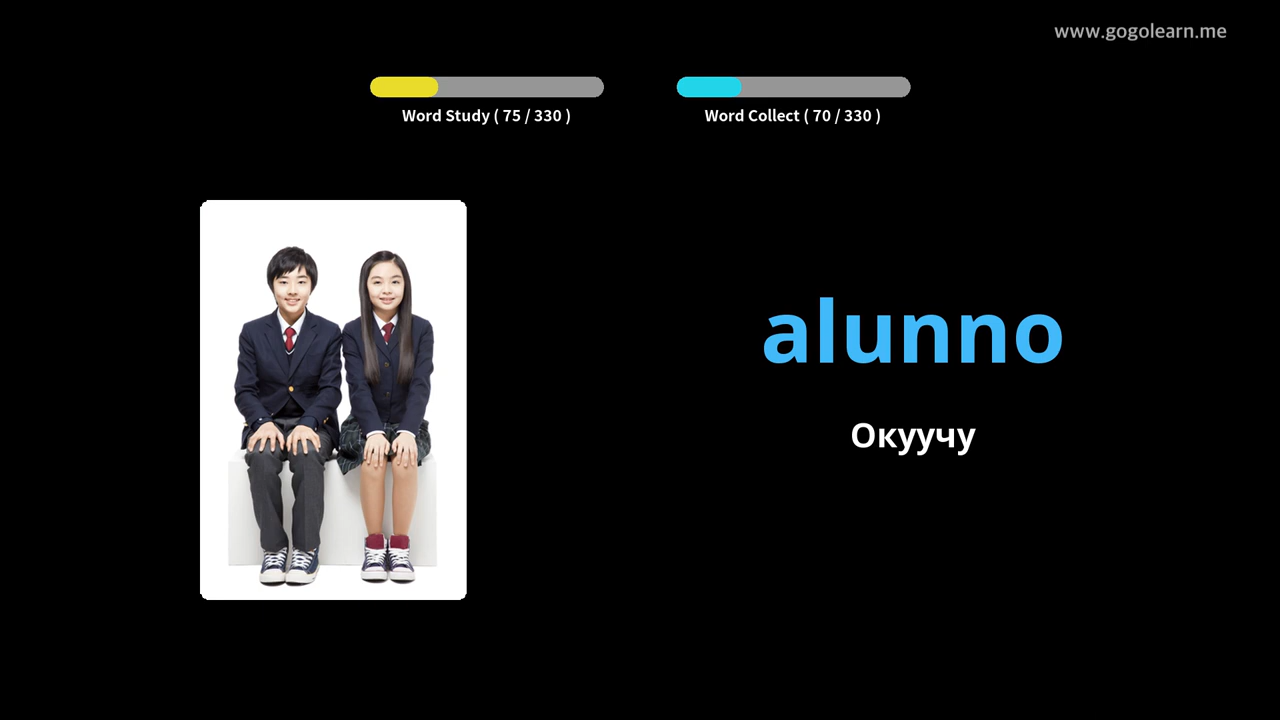 www.gogolearn.me
Word Study ( 75 / 330 )
Word Collect ( 70 / 330 )
alunno
Окуучу